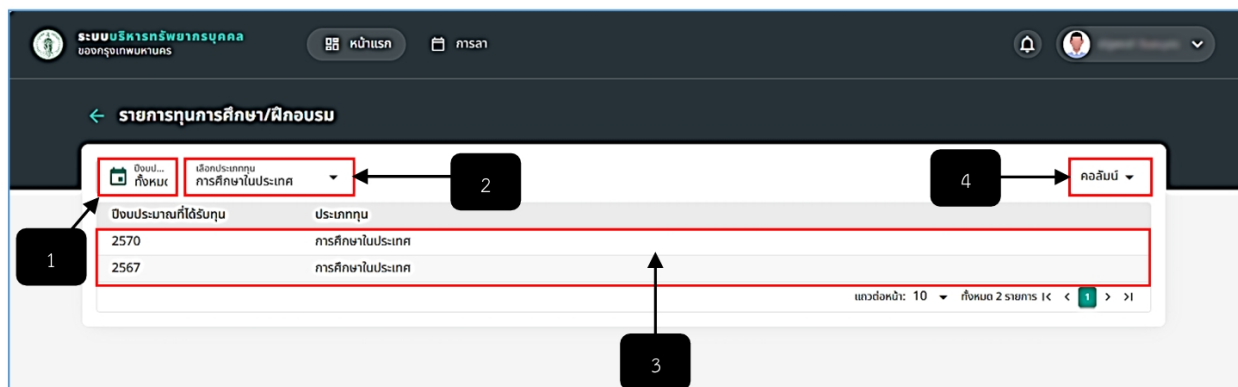 ระบบบริหารทรัพยากรบุคคล
ของกรุงเทพมหานคร
หน้าแรก
การลา
รายการทุนการศึกษา/ฝึกอบรม
ปีงบป...
ทั้งหมด
เลือกประเภททุน
การศึกษาในประเทศ
2
4
คอลัมน์
ปีงบประมาณที่ได้รับทุน ประเภททุน
1
2570 การศึกษาในประเทศ
2567 การศึกษาในประเทศ
แถวต่อหน้า: 10 ทั้งหมด 2 รายการ |< < 1 > >|
3